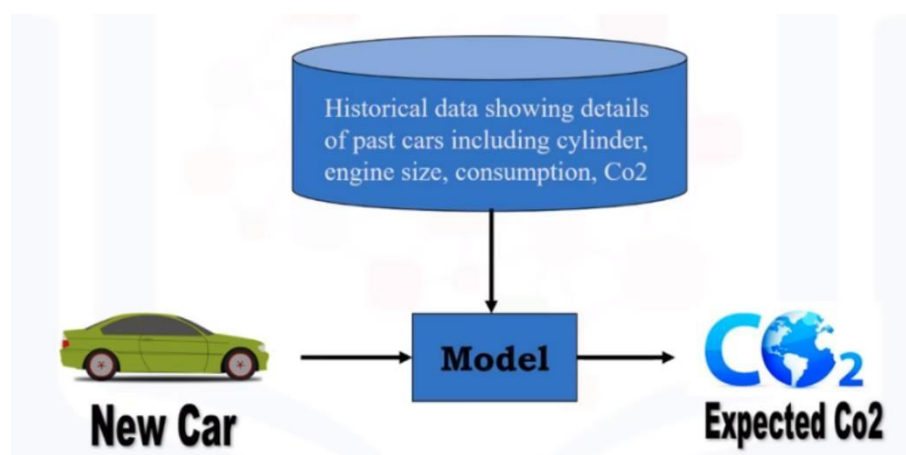 Historical data showing details
of past cars including cylinder,
engine size, consumption, Co2
Model
New Car
CO2
Expected Co2